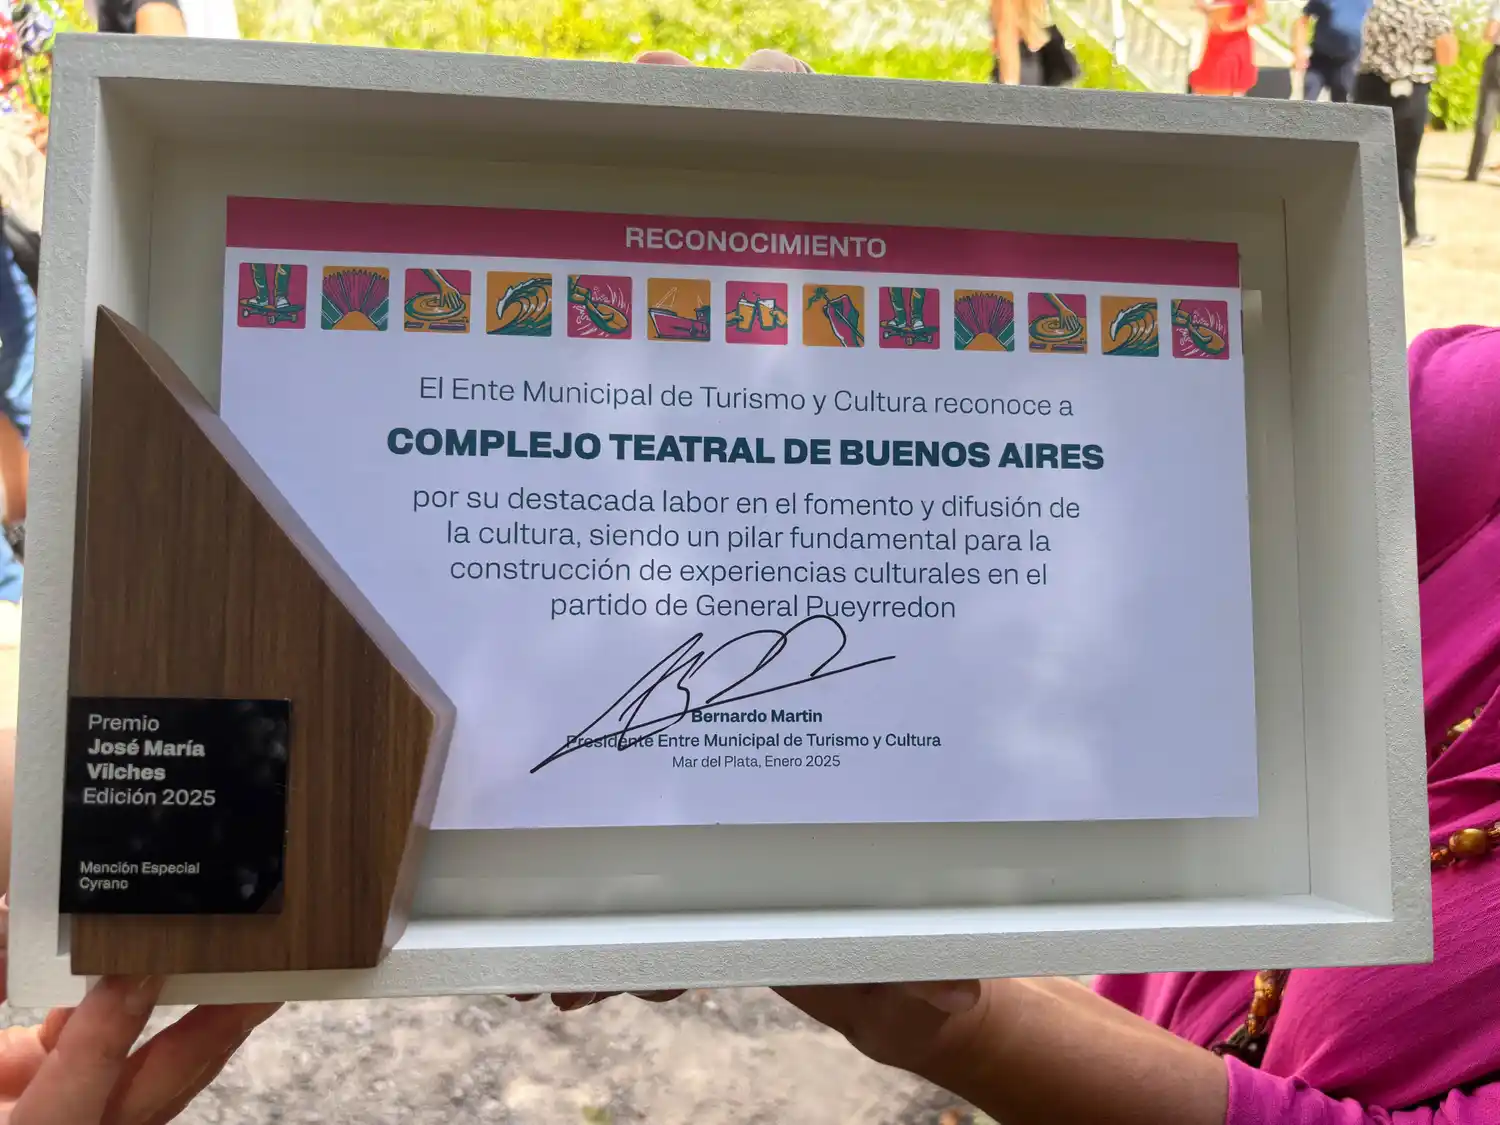 RECONOCIMIENTO
El Ente Municipal de Turismo y Cultura reconoce a
COMPLEJO TEATRAL DE BUENOS AIRES
por su destacada labor en el fomento y difusión de
la cultura, siendo un pilar fundamental para la
construcción de experiencias culturales en el
partido de General Pueyrredon
Bernardo Martin
Presidente Entre Municipal de Turismo y Cultura
Mar del Plata, Enero 2025
Premio
José María
Vilches
Edición 2025
Mención Especial
Cyrano